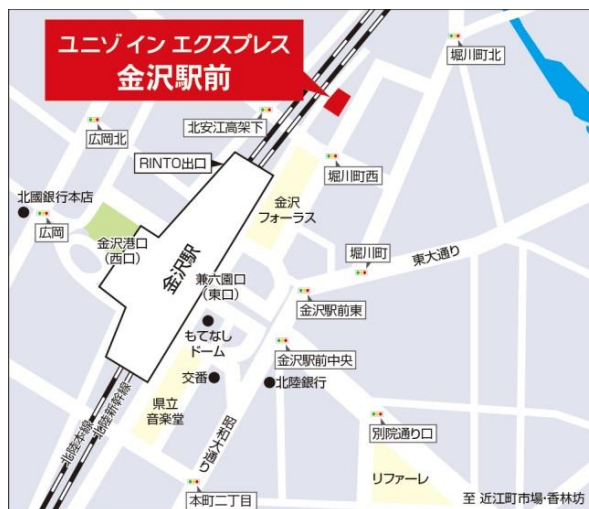 ユニゾ イン エクスプレス
金沢駅前
堀川町北
北安江高架下
広岡北
RINTO出口
堀川町西
北國銀行本店
広岡
金沢
フォーラス
金沢港口
(西口)
金沢駅
堀川町
東大通り
兼六園口
(東口)
金沢駅前東
もてなし
ドーム
金沢駅前中央
交番
北陸銀行
県立
音楽堂
北陸本線
北陸新幹線
昭和大通り
別院通り口
リファーレ
本町二丁目
至 近江町市場・香林坊